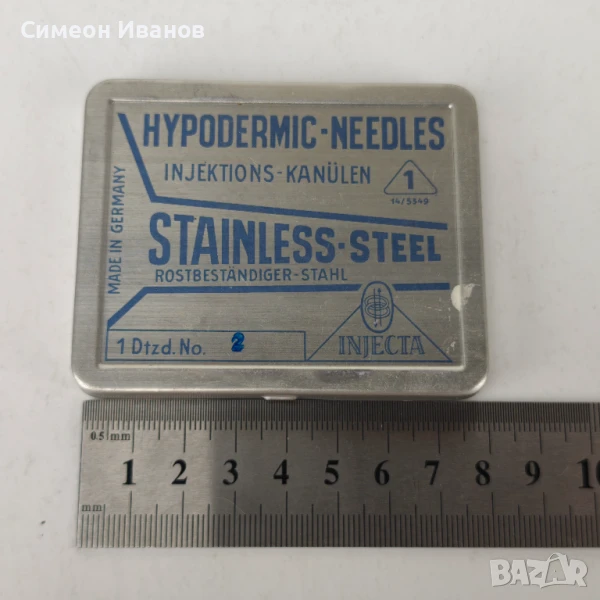 Симеон Иванов
HYPODERMIC-NEEDLES
INJEKTIONS-KANÜLEN
1
14/5549
MADE IN GERMANY
STAINLESS-STEEL
ROSTBESTÄNDIGER-STAHL
1 Dtzd. No. 2
INJECTA
0.5 mm
1 2 3 4 5 6 7 8 9 10
mm
BAZAR